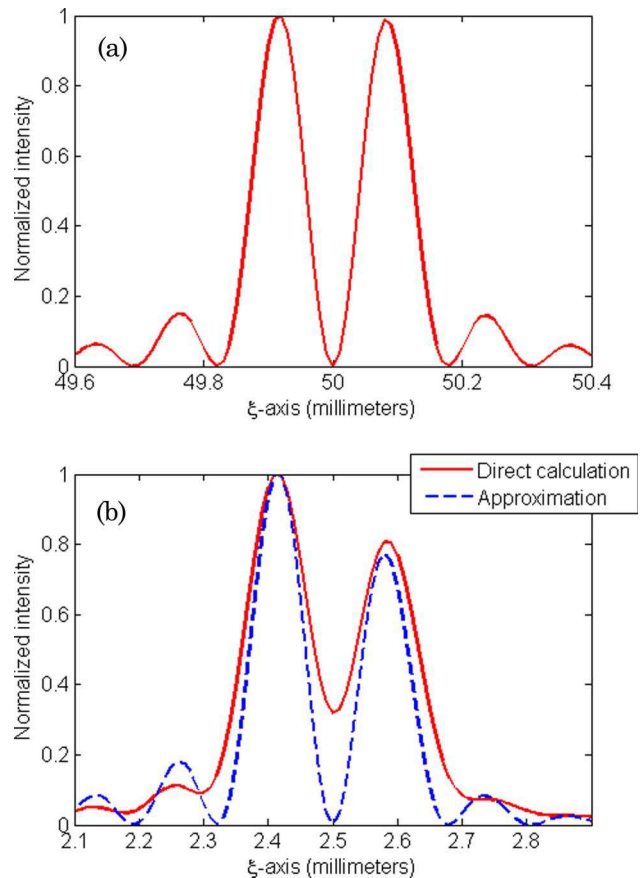 (a)
Normalized intensity
1
0.8
0.6
0.4
0.2
0
49.6 49.8 50 50.2 50.4
ξ-axis (millimeters)
Direct calculation
Approximation
(b)
Normalized intensity
1
0.8
0.6
0.4
0.2
0
2.1 2.2 2.3 2.4 2.5 2.6 2.7 2.8
ξ-axis (millimeters)